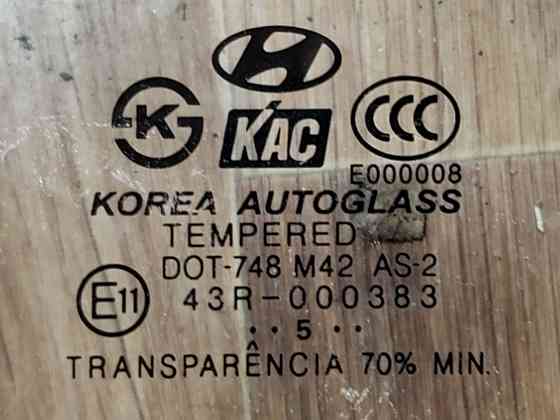 K KAC CCC
E000008
KOREA AUTOGLASS
TEMPERED
DOT-748 M42 AS-2
E11 43R-000383
··5··
TRANSPARÊNCIA 70% MIN.